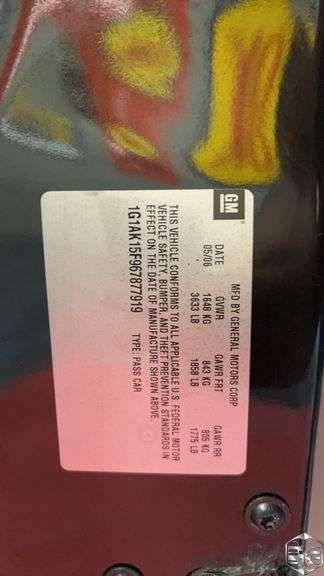 GM
MFD BY GENERAL MOTORS CORP
DATE GVWR GAWR FRT GAWR RR
05/06 1648 KG 843 KG 805 KG
3633 LB 1858 LB 1775 LB
THIS VEHICLE CONFORMS TO ALL APPLICABLE U.S. FEDERAL MOTOR
VEHICLE SAFETY, BUMPER, AND THEFT PREVENTION STANDARDS IN
EFFECT ON THE DATE OF MANUFACTURE SHOWN ABOVE.
1G1AK15F967877919 TYPE: PASS CAR